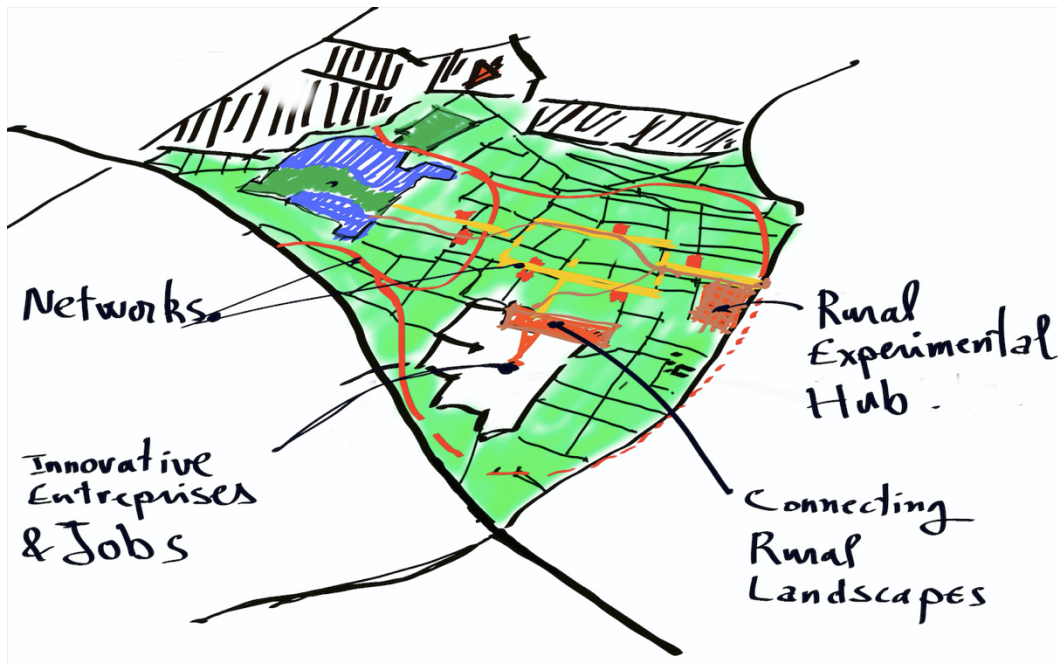 Networks.
Rural
Experimental
Hub.
Innovative
Entreprises
& Jobs
Connecting
Rural
Landscapes